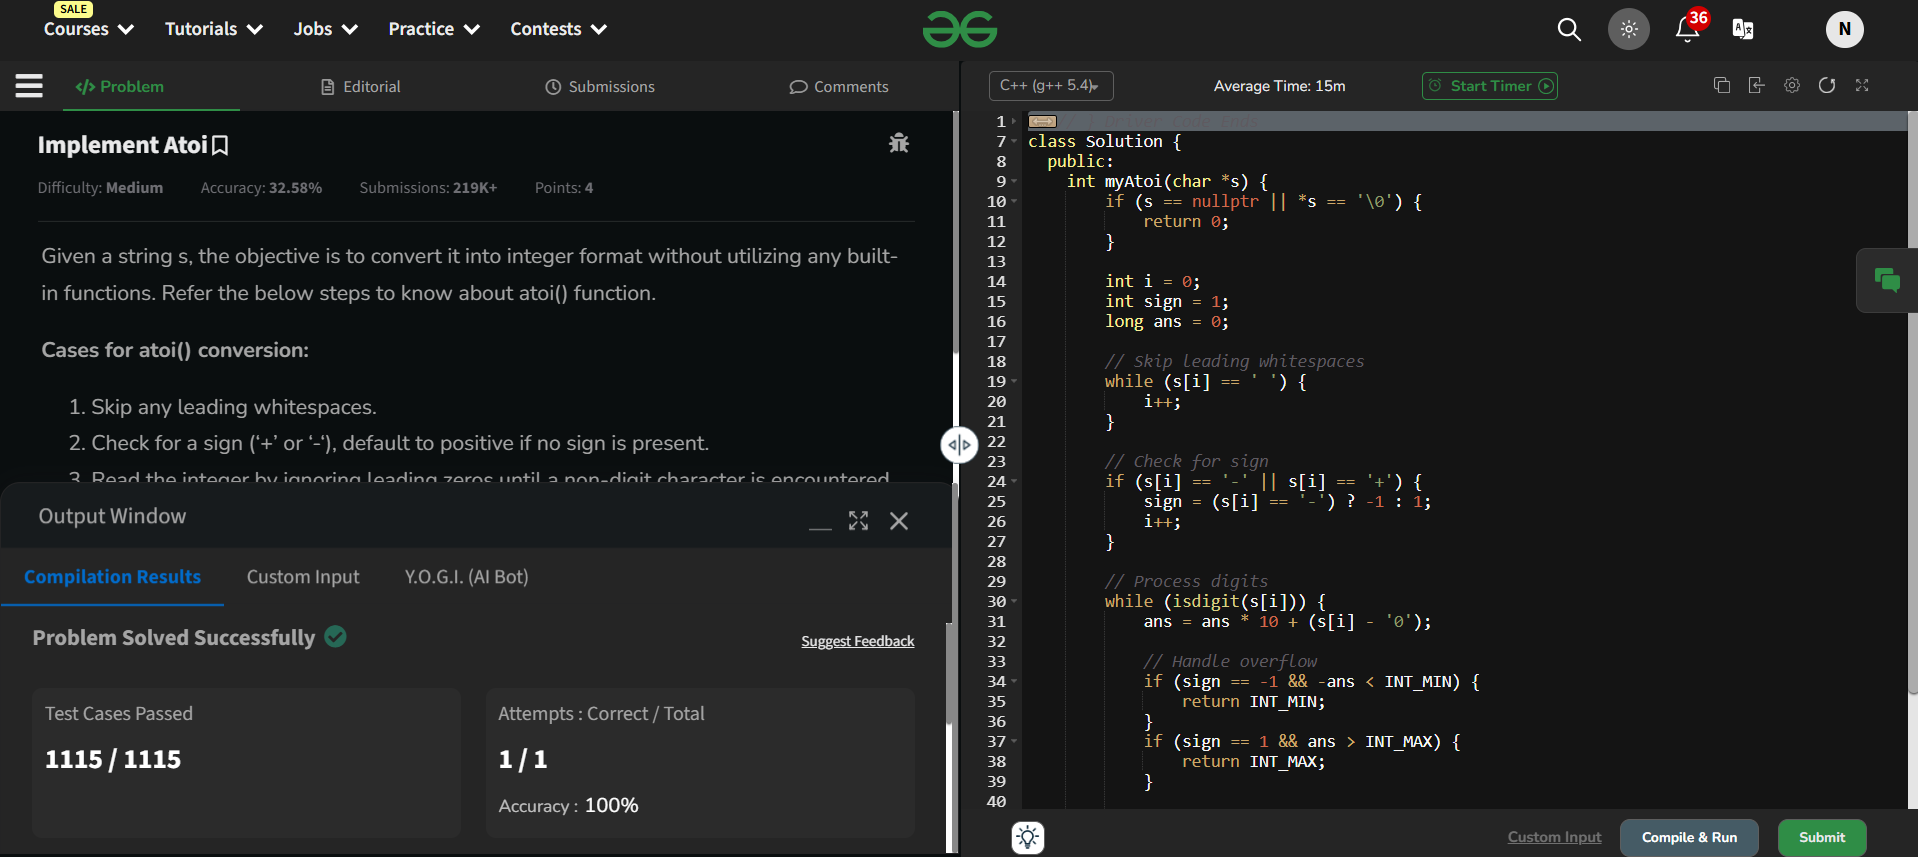 SALE
Courses Tutorials Jobs Practice Contests 36 N
Problem Editorial Submissions Comments
Implement Atoi
Difficulty: Medium Accuracy: 32.58% Submissions: 219K+ Points: 4
Given a string s, the objective is to convert it into integer format without utilizing any built-
in functions. Refer the below steps to know about atoi() function.
Cases for atoi() conversion:
1. Skip any leading whitespaces.
2. Check for a sign (‘+’ or ‘-‘), default to positive if no sign is present.
3. Read the integer by ignoring leading zeros until a non-digit character is encountered
Output Window
Compilation Results Custom Input Y.O.G.I. (AI Bot)
Problem Solved Successfully
Suggest Feedback
Test Cases Passed
1115 / 1115
Attempts : Correct / Total
1 / 1
Accuracy : 100%
C++ (g++ 5.4) Average Time: 15m Start Timer
1 // } Driver Code Ends
7 class Solution {
8 public:
9 int myAtoi(char *s) {
10 if (s == nullptr || *s == '\0') {
11 return 0;
12 }
13
14 int i = 0;
15 int sign = 1;
16 long ans = 0;
17
18 // Skip leading whitespaces
19 while (s[i] == ' ') {
20 i++;
21 }
22
23 // Check for sign
24 if (s[i] == '-' || s[i] == '+') {
25 sign = (s[i] == '-') ? -1 : 1;
26 i++;
27 }
28
29 // Process digits
30 while (isdigit(s[i])) {
31 ans = ans * 10 + (s[i] - '0');
32
33 // Handle overflow
34 if (sign == -1 && -ans < INT_MIN) {
35 return INT_MIN;
36 }
37 if (sign == 1 && ans > INT_MAX) {
38 return INT_MAX;
39 }
40
Custom Input Compile & Run Submit